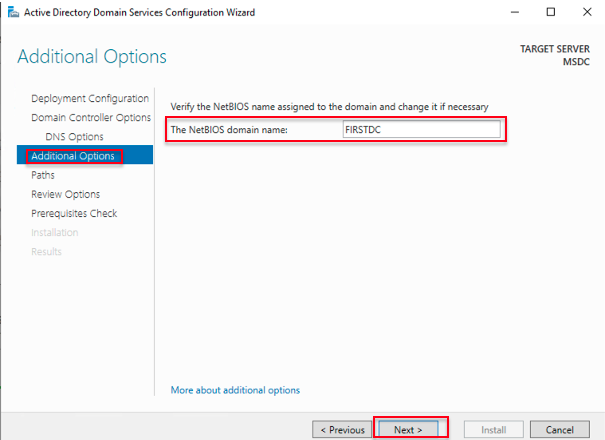 Active Directory Domain Services Configuration Wizard
Additional Options
TARGET SERVER
MSDC
Deployment Configuration
Domain Controller Options
DNS Options
Additional Options
Paths
Review Options
Prerequisites Check
Installation
Results
Verify the NetBIOS name assigned to the domain and change it if necessary
The NetBIOS domain name: FIRSTDC
More about additional options
< Previous Next > Install Cancel